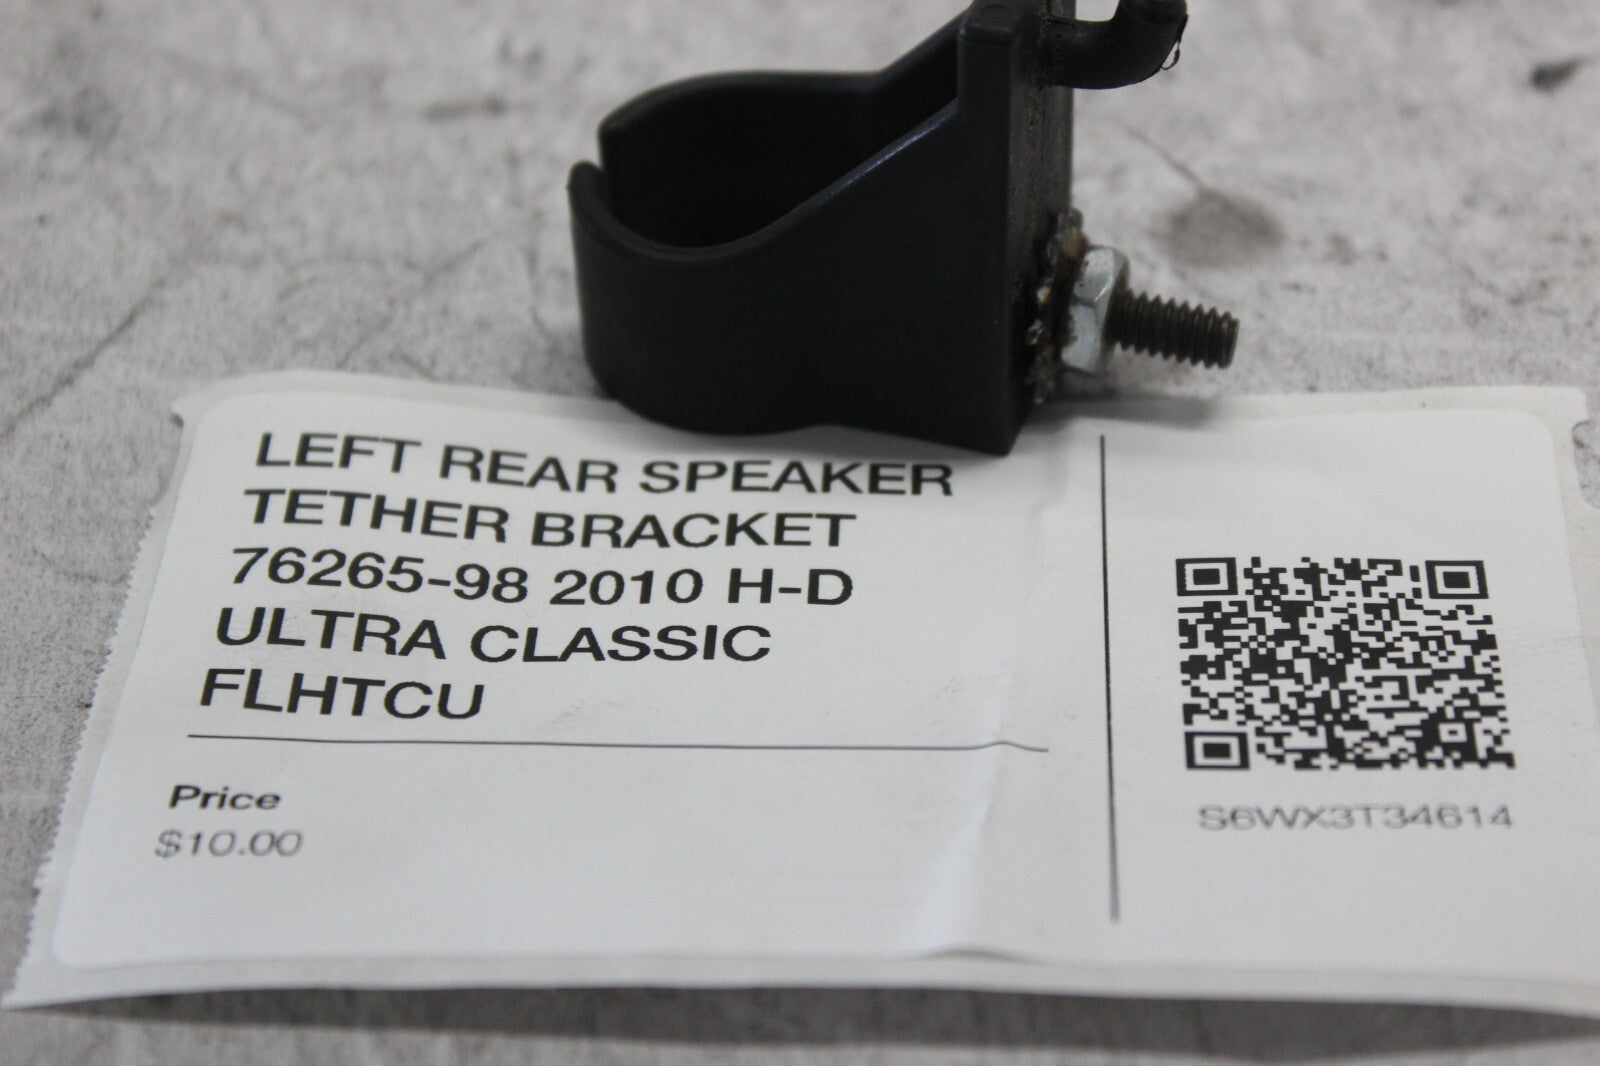 LEFT REAR SPEAKER
TETHER BRACKET
76265-98 2010 H-D
ULTRA CLASSIC
FLHTCU
Price
$10.00
S6WX3T34614